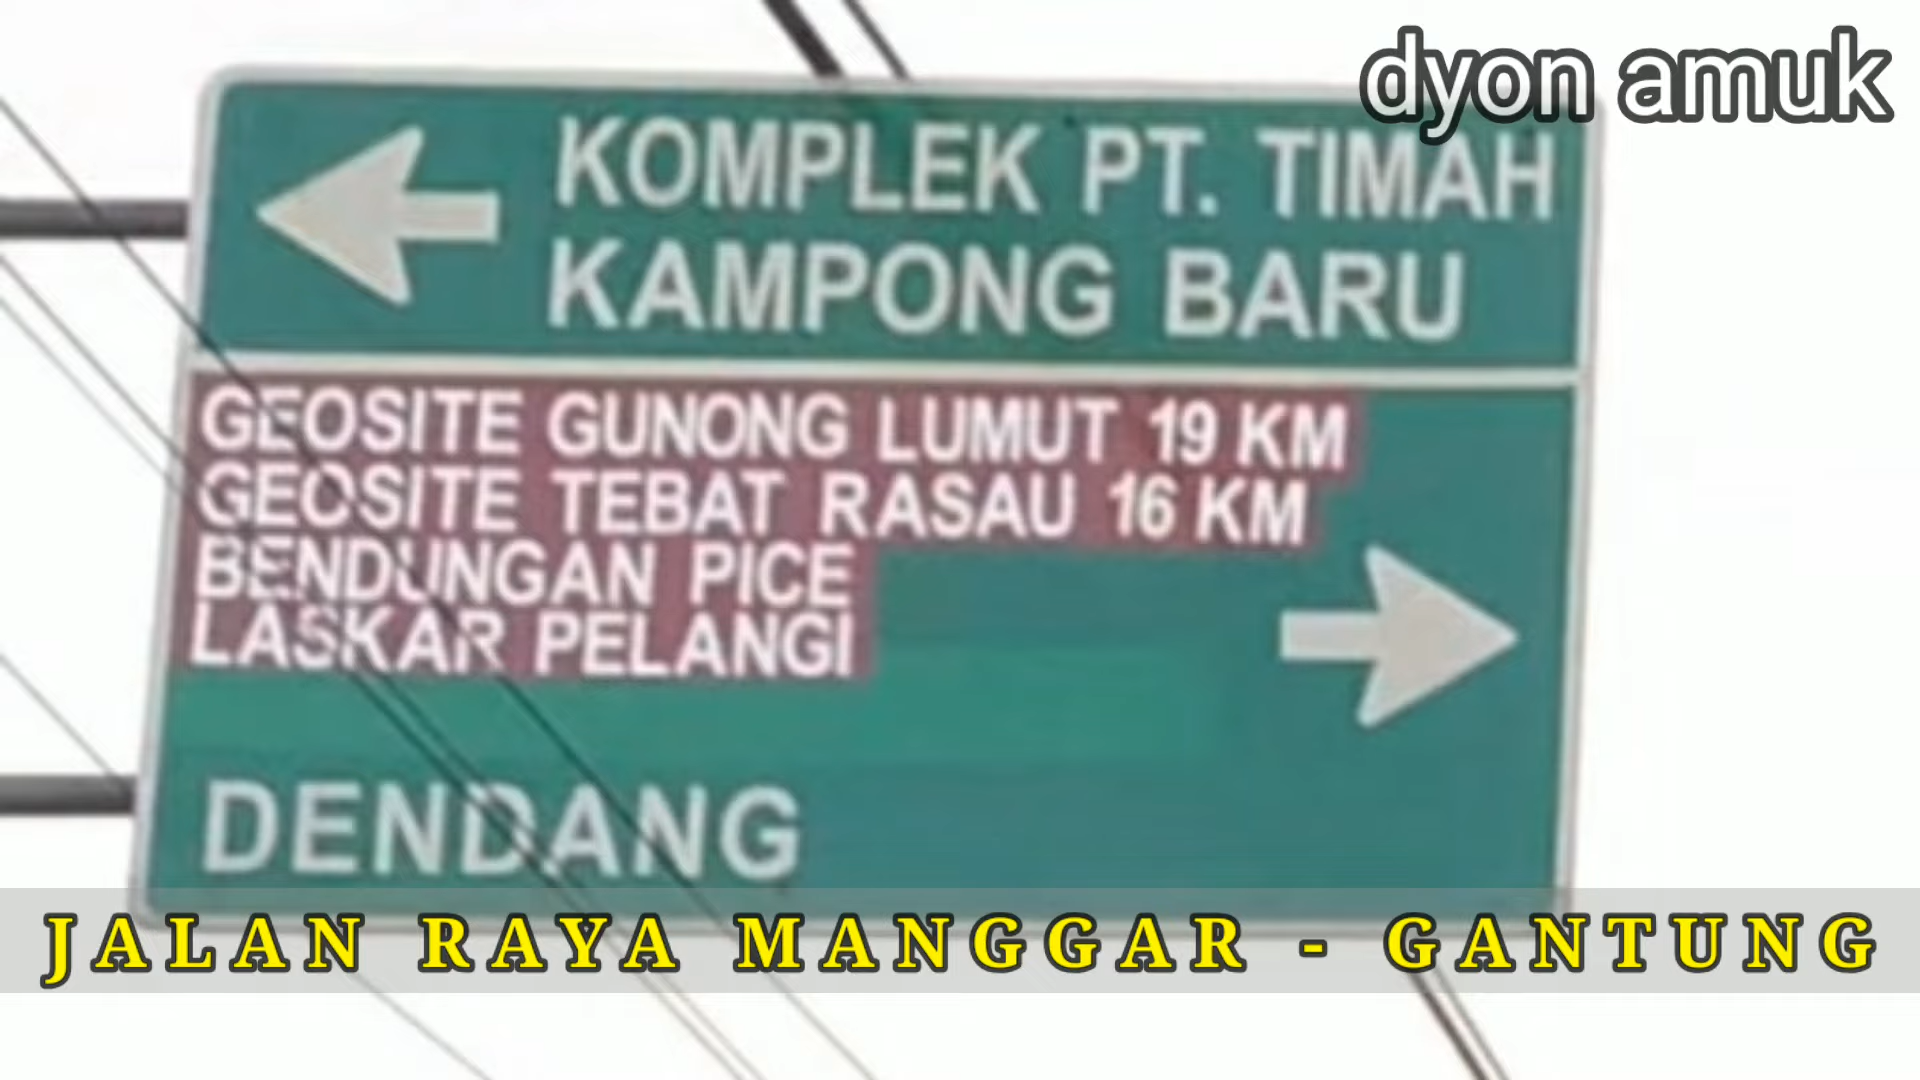 dyon amuk
KOMPLEK PT. TIMAH
KAMPONG BARU
GEOSITE GUNONG LUMUT 19 KM
GEOSITE TEBAT RASAU 16 KM
BENDUNGAN PICE
LASKAR PELANGI
DENDANG
JALAN RAYA MANGGAR - GANTUNG